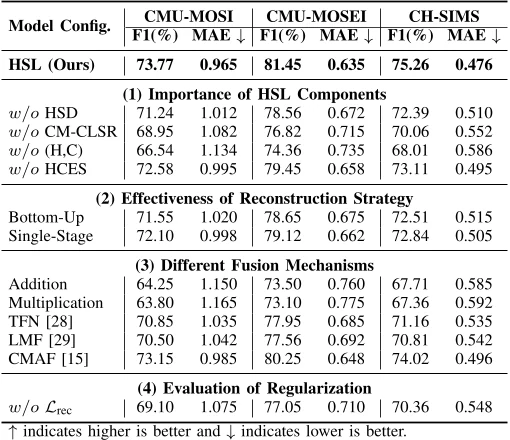 Model Config. CMU-MOSI CMU-MOSEI CH-SIMS
F1(%) MAE ↓ F1(%) MAE ↓ F1(%) MAE ↓
HSL (Ours) 73.77 0.965 81.45 0.635 75.26 0.476
(1) Importance of HSL Components
w/o HSD 71.24 1.012 78.56 0.672 72.39 0.510
w/o CM-CLSR 68.95 1.082 76.82 0.715 70.06 0.552
w/o (H,C) 66.54 1.134 74.36 0.735 68.01 0.586
w/o HCES 72.58 0.995 79.45 0.658 73.11 0.495
(2) Effectiveness of Reconstruction Strategy
Bottom-Up 71.55 1.020 78.65 0.675 72.51 0.515
Single-Stage 72.10 0.998 79.12 0.662 72.84 0.505
(3) Different Fusion Mechanisms
Addition 64.25 1.150 73.50 0.760 67.71 0.585
Multiplication 63.80 1.165 73.10 0.775 67.36 0.592
TFN [28] 70.85 1.035 77.95 0.685 71.16 0.535
LMF [29] 70.50 1.042 77.56 0.692 70.81 0.542
CMAF [15] 73.15 0.985 80.25 0.648 74.02 0.496
(4) Evaluation of Regularization
w/o ℒrec 69.10 1.075 77.05 0.710 70.36 0.548
↑ indicates higher is better and ↓ indicates lower is better.